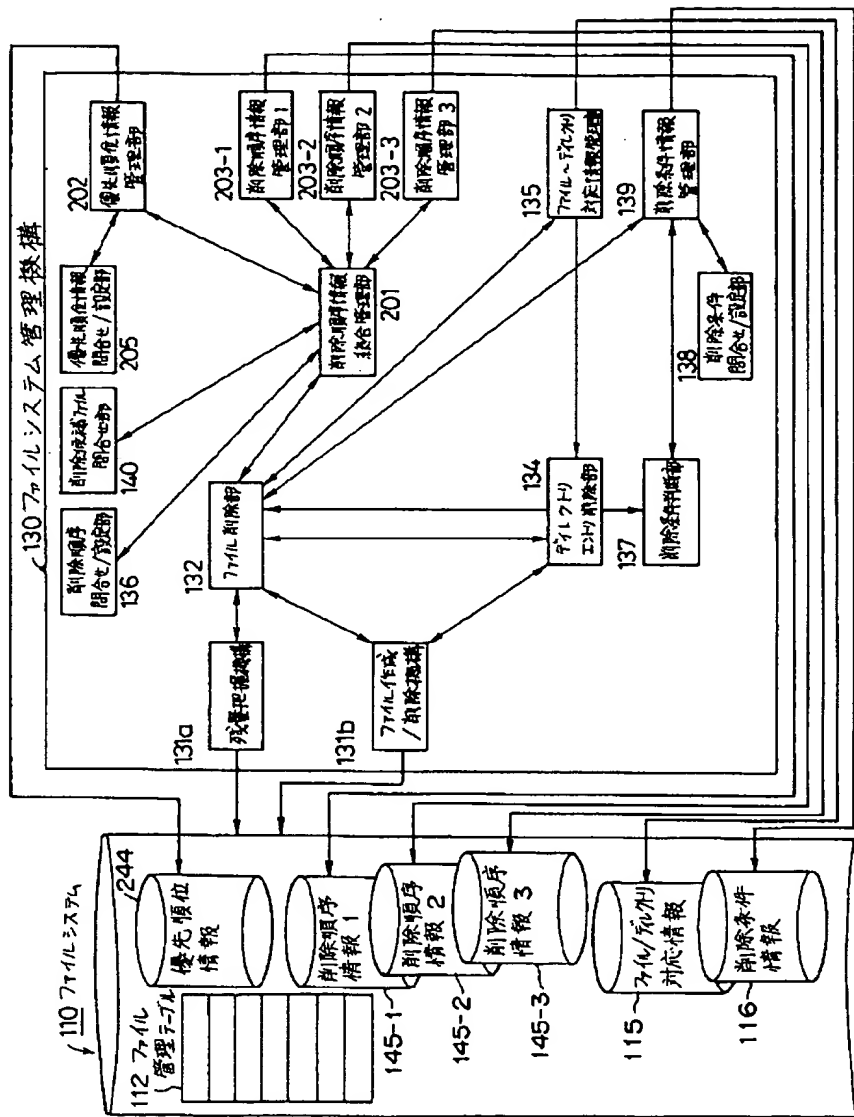 130 ファイルシステム管理機構
136
削除順序
問合せ/設定部
140
削除候補ファイル
問合せ部
205
優先順位情報
問合せ/設定部
202
優先順位情報
管理部
203-1
削除順序情報
管理部 1
203-2
削除順序情報
管理部 2
203-3
削除順序情報
管理部 3
201
削除順序情報
総合管理部
132
ファイル削除部
131a
残量把握機構
131b
ファイル作成
/削除機構
134
ディレクトリ
エントリ削除部
135
ファイル〜ディレクトリ
対応情報管理部
137
削除条件判断部
138
削除条件
問合せ/設定部
139
削除条件情報
管理部
110 ファイルシステム
112 ファイル
管理テーブル
244
優先順位
情報
145-1
削除順序
情報 1
145-2
削除順序
情報 2
145-3
削除順序
情報 3
115
ファイル/ディレクトリ
対応情報
116
削除条件
情報